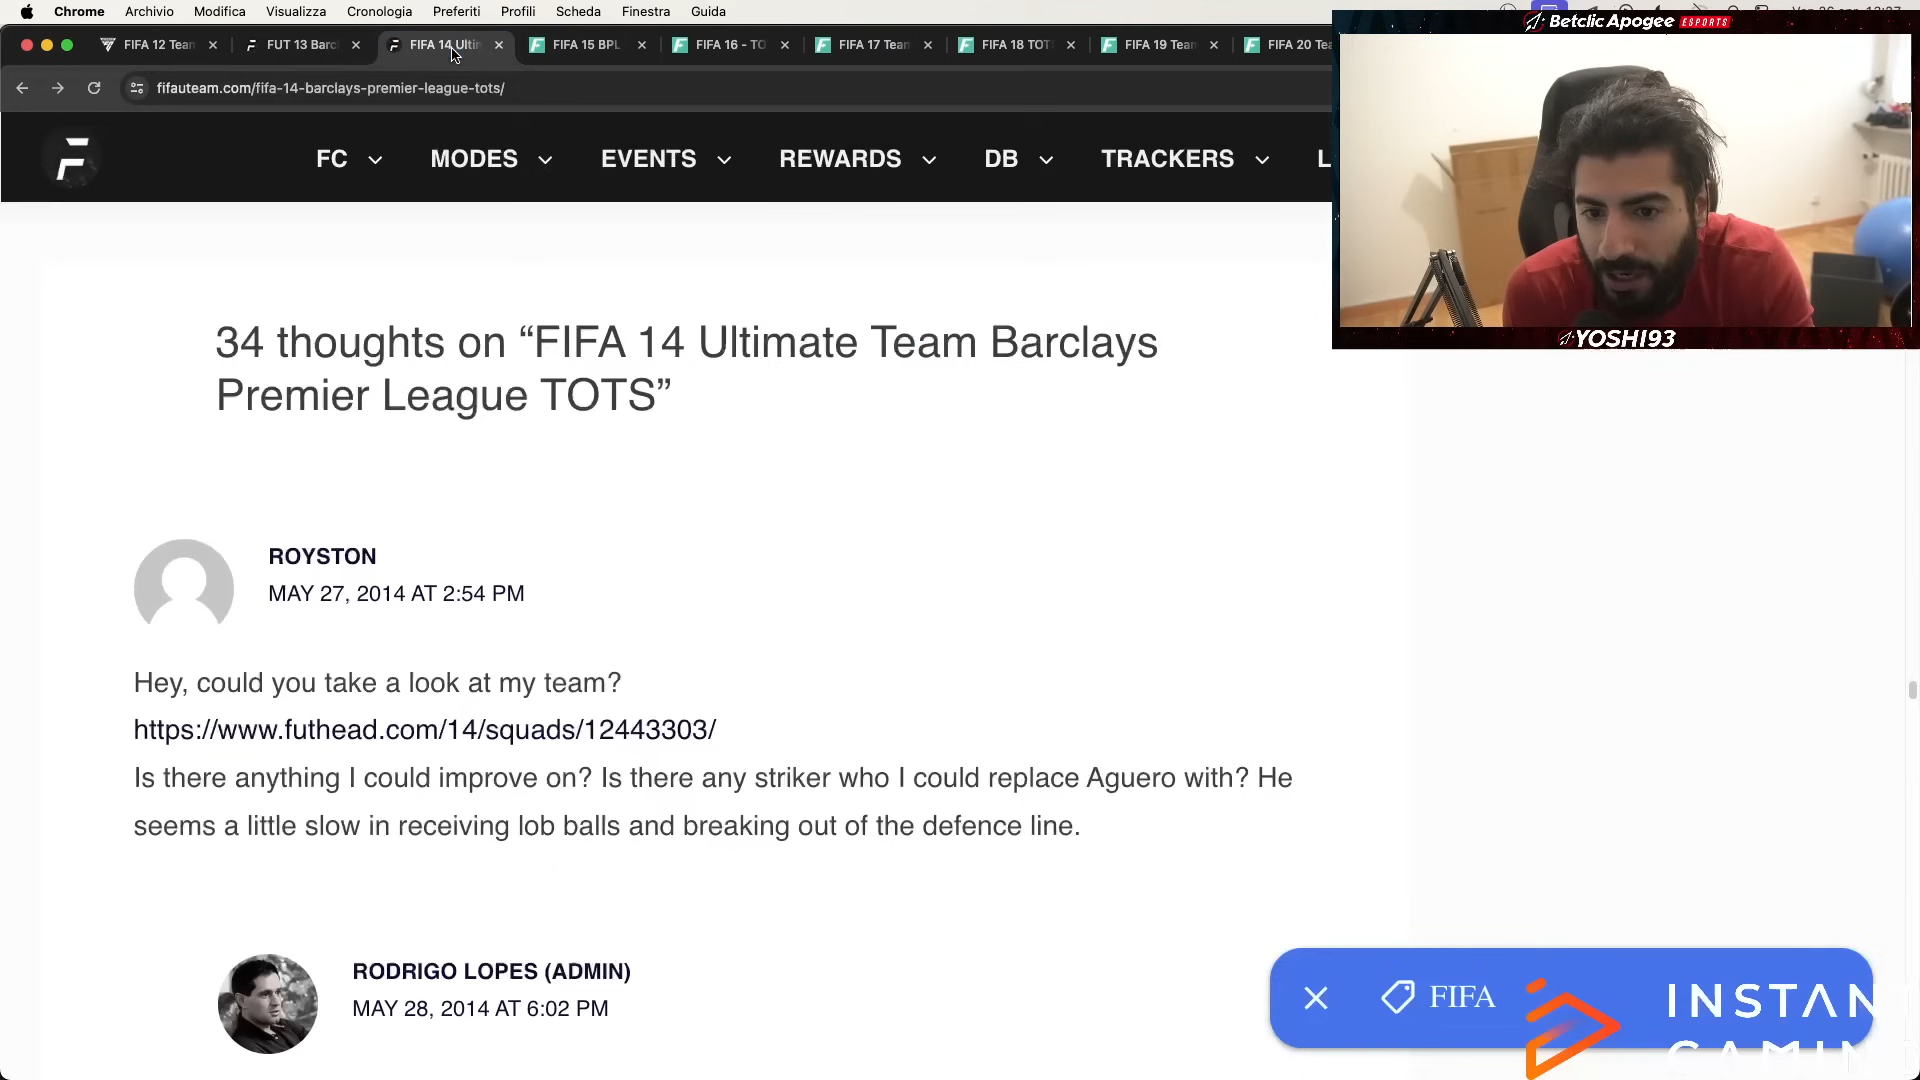 Chrome Archivio Modifica Visualizza Cronologia Preferiti Profili Scheda Finestra Guida
FIFA 12 Tean
FUT 13 Barcl
FIFA 14 Ultin
FIFA 15 BPL
FIFA 16 - TO
FIFA 17 Team
FIFA 18 TOT
FIFA 19 Tean
FIFA 20 Tea
fifauteam.com/fifa-14-barclays-premier-league-tots/
Betclic Apogee ESPORTS
YOSHI93
FC MODES EVENTS REWARDS DB TRACKERS L
34 thoughts on “FIFA 14 Ultimate Team Barclays
Premier League TOTS”
ROYSTON
MAY 27, 2014 AT 2:54 PM
Hey, could you take a look at my team?
https://www.futhead.com/14/squads/12443303/
Is there anything I could improve on? Is there any striker who I could replace Aguero with? He
seems a little slow in receiving lob balls and breaking out of the defence line.
RODRIGO LOPES (ADMIN)
MAY 28, 2014 AT 6:02 PM
FIFA
INSTAN
GAMING